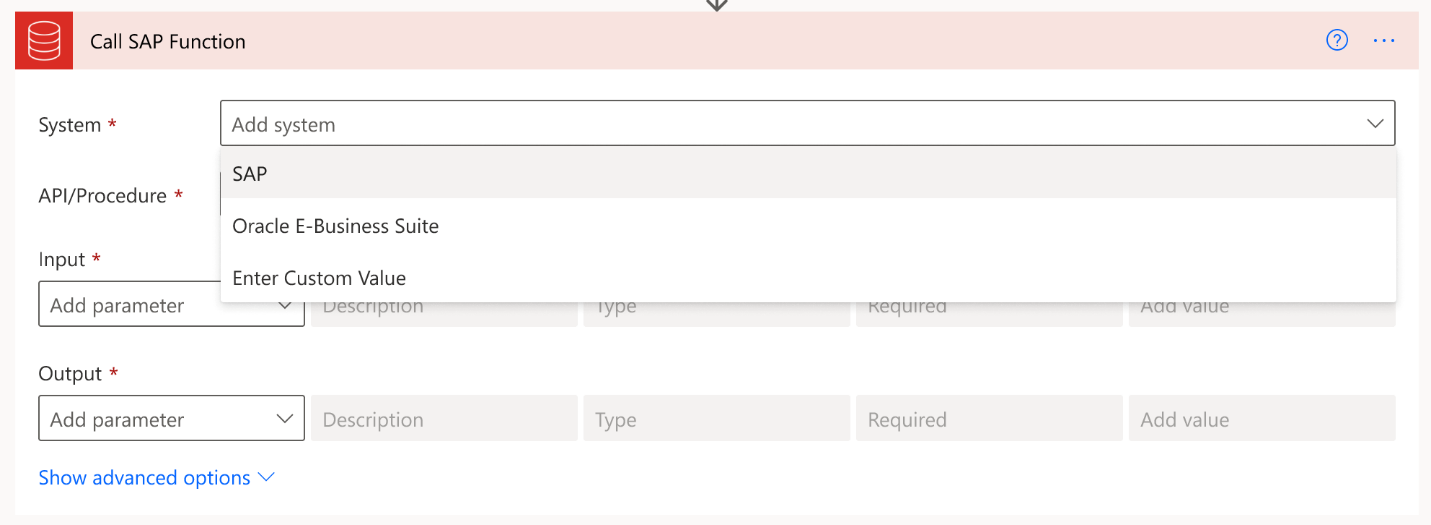 Call SAP Function
System *
Add system
SAP
API/Procedure *
Oracle E-Business Suite
Input *
Enter Custom Value
Add parameter Description Type Required Add value
Output *
Add parameter Description Type Required Add value
Show advanced options